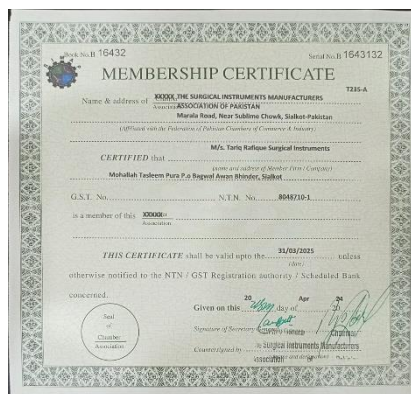 Book No.B 16432
Serial No.B 1643132
MEMBERSHIP CERTIFICATE
T235-A
Name & address of XXXXX THE SURGICAL INSTRUMENTS MANUFACTURERS
Association ASSOCIATION OF PAKISTAN
Marala Road, Near Sublime Chowk, Sialkot-Pakistan
(Affiliated with the Federation of Pakistan Chambers of Commerce & Industry)
M/s. Tariq Rafique Surgical Instruments
CERTIFIED that
(name and address of Member Firm / Company)
Mohallah Tasleem Pura P.o Bagwal Awan Bhinder, Sialkot
G.S.T. No. N.T.N. No. 8048710-1
is a member of this XXXXX
Association
THIS CERTIFICATE shall be valid upto the 31/03/2025 unless
(date)
otherwise notified to the NTN / GST Registration authority / Scheduled Bank
concerned.
20 Apr 24
Given on this day of
Seal
of
Chamber
Association
Signature of Secretary
Chairman
Countersigned by
Surgical Instruments Manufacturers
Association of